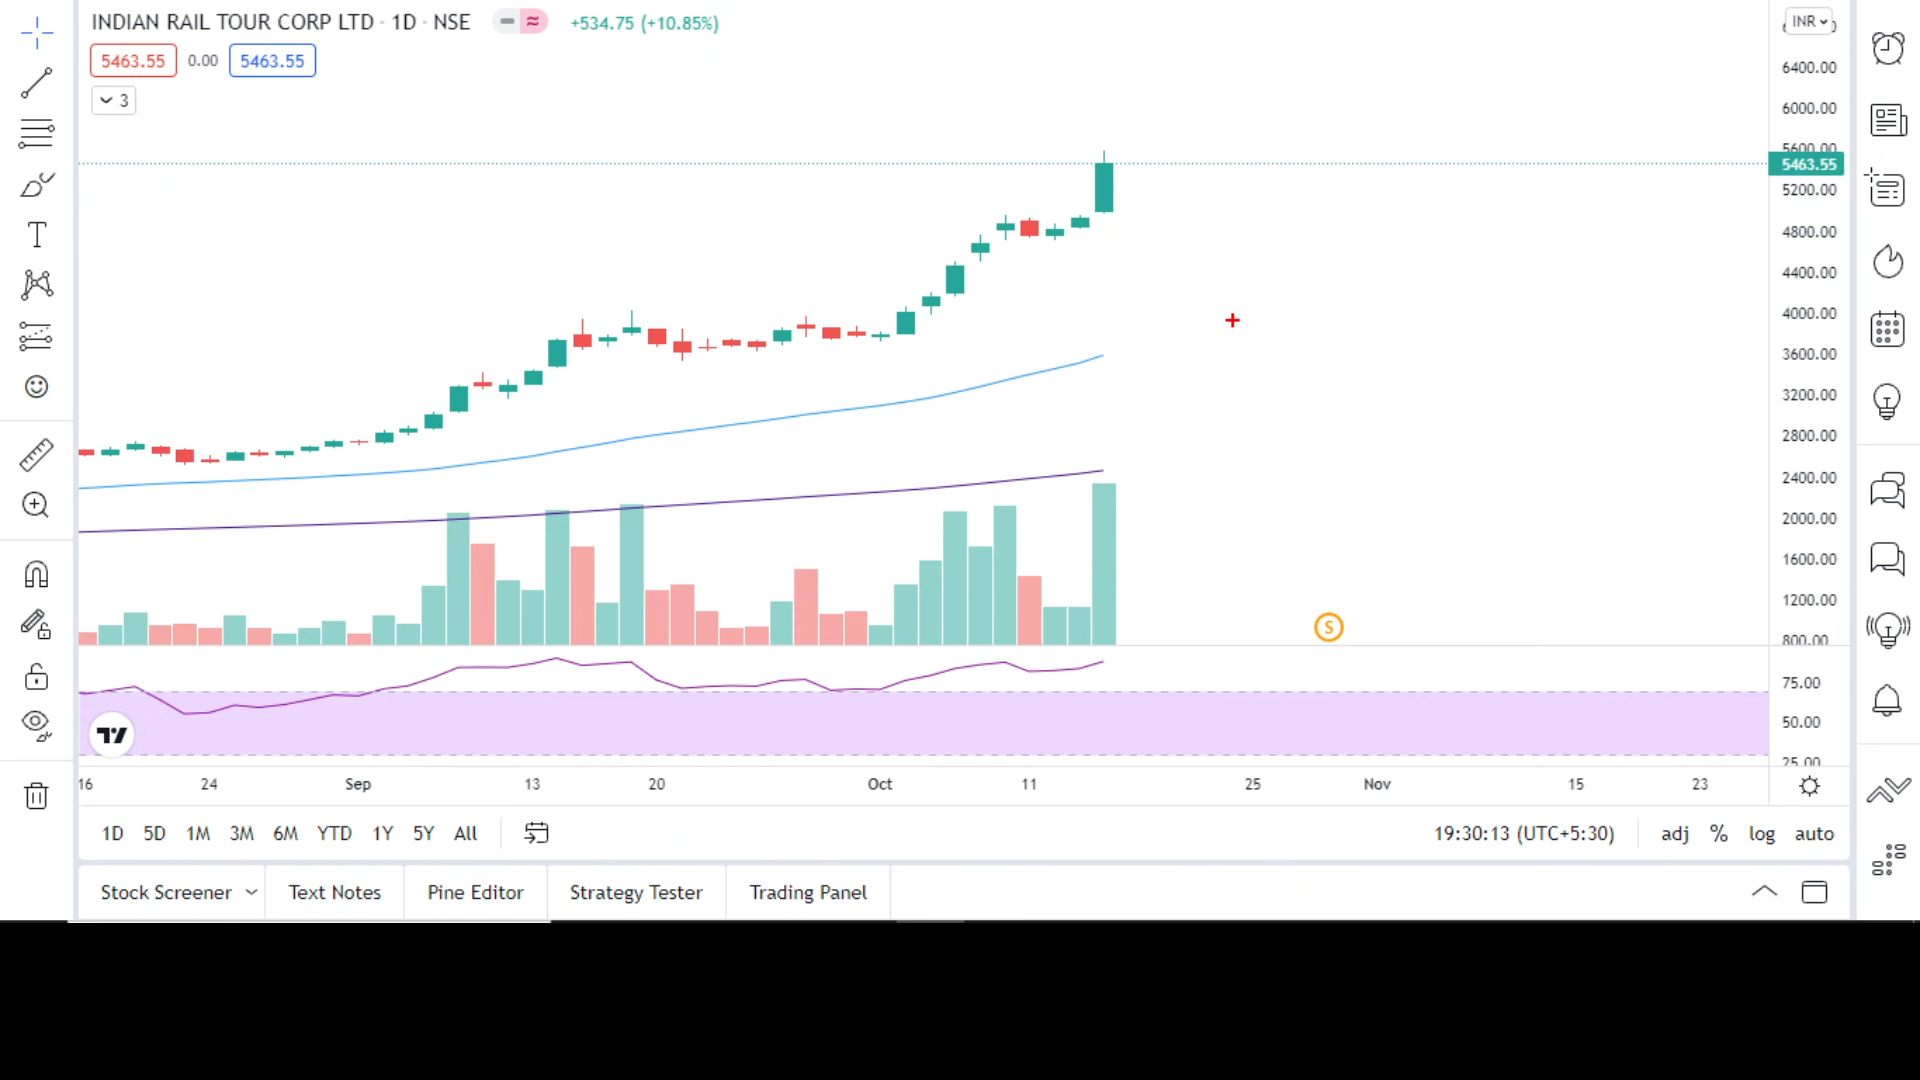 INDIAN RAIL TOUR CORP LTD · 1D · NSE +534.75 (+10.85%)
5463.55 0.00 5463.55
3
INR
6400.00
6000.00
5600.00
5463.55
5200.00
4800.00
4400.00
4000.00
3600.00
3200.00
2800.00
2400.00
2000.00
1600.00
1200.00
800.00
S
75.00
50.00
25.00
16 24 Sep 13 20 Oct 11 25 Nov 15 23
1D 5D 1M 3M 6M YTD 1Y 5Y All 19:30:13 (UTC+5:30) adj % log auto
Stock Screener Text Notes Pine Editor Strategy Tester Trading Panel